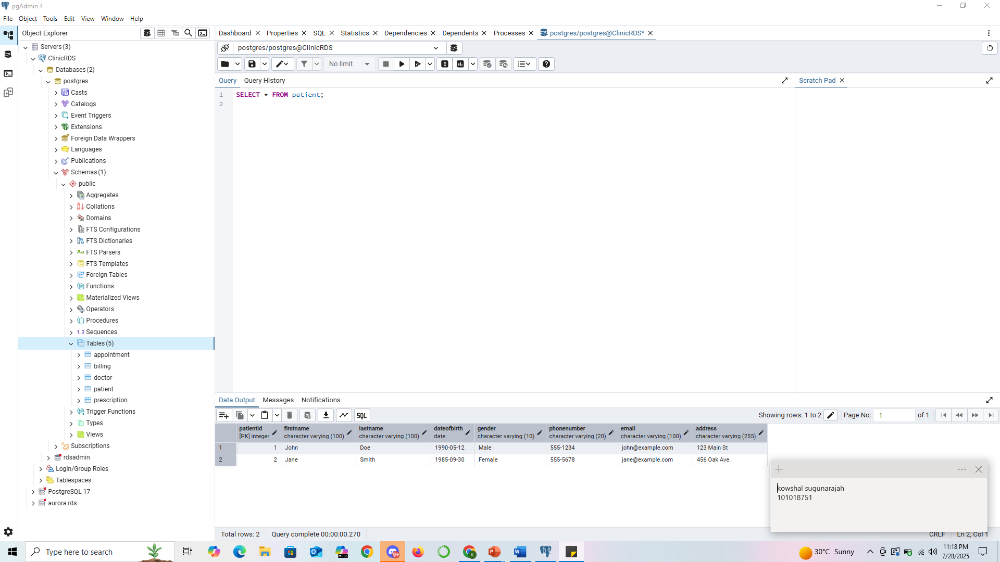 pgAdmin 4
File Object Tools Edit View Window Help
Object Explorer
Servers (3)
ClinicRDS
Databases (2)
postgres
Casts
Catalogs
Event Triggers
Extensions
Foreign Data Wrappers
Languages
Publications
Schemas (1)
public
Aggregates
Collations
Domains
FTS Configurations
FTS Dictionaries
Aa FTS Parsers
FTS Templates
Foreign Tables
Functions
Materialized Views
Operators
Procedures
1..3 Sequences
Tables (5)
appointment
billing
doctor
patient
prescription
Trigger Functions
Types
Views
Subscriptions
rdsadmin
Login/Group Roles
Tablespaces
PostgreSQL 17
aurora rds
Dashboard Properties SQL Statistics Dependencies Dependents Processes postgres/postgres@ClinicRDS*
postgres/postgres@ClinicRDS
No limit
E
Query Query History
Scratch Pad
1 SELECT * FROM patient;
2
Data Output Messages Notifications
SQL
Showing rows: 1 to 2 Page No: 1 of 1
patientid firstname lastname dateofbirth gender phonenumber email address
[PK] integer character varying (100) character varying (100) date character varying (10) character varying (20) character varying (100) character varying (255)
1 1 John Doe 1990-05-12 Male 555-1234 john@example.com 123 Main St
2 2 Jane Smith 1985-09-30 Female 555-5678 jane@example.com 456 Oak Ave
kowshal sugunarajah
101018751
Total rows: 2 Query complete 00:00:00.270
CRLF Ln 2, Col 1
Type here to search
M365
9+
K
P
W
30°C Sunny
11:18 PM
7/28/2025